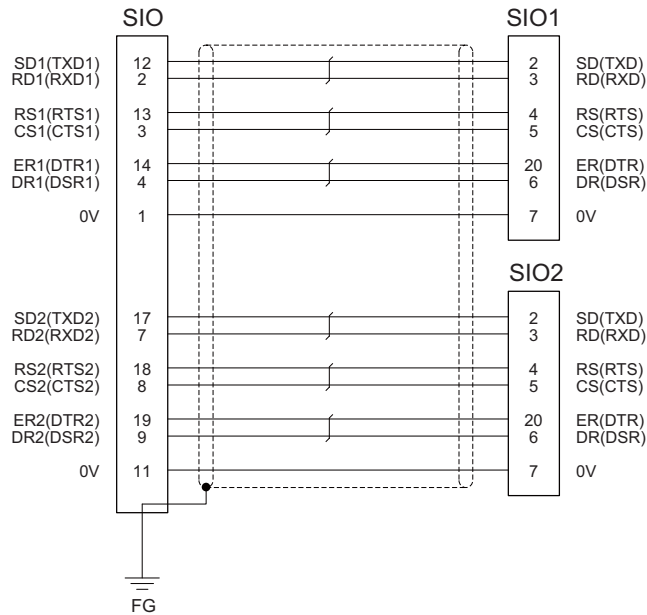 SIO SIO1
SD1(TXD1) 12 2 SD(TXD)
RD1(RXD1) 2 3 RD(RXD)
RS1(RTS1) 13 4 RS(RTS)
CS1(CTS1) 3 5 CS(CTS)
ER1(DTR1) 14 20 ER(DTR)
DR1(DSR1) 4 6 DR(DSR)
0V 1 7 0V
SIO2
SD2(TXD2) 17 2 SD(TXD)
RD2(RXD2) 7 3 RD(RXD)
RS2(RTS2) 18 4 RS(RTS)
CS2(CTS2) 8 5 CS(CTS)
ER2(DTR2) 19 20 ER(DTR)
DR2(DSR2) 9 6 DR(DSR)
0V 11 7 0V
FG